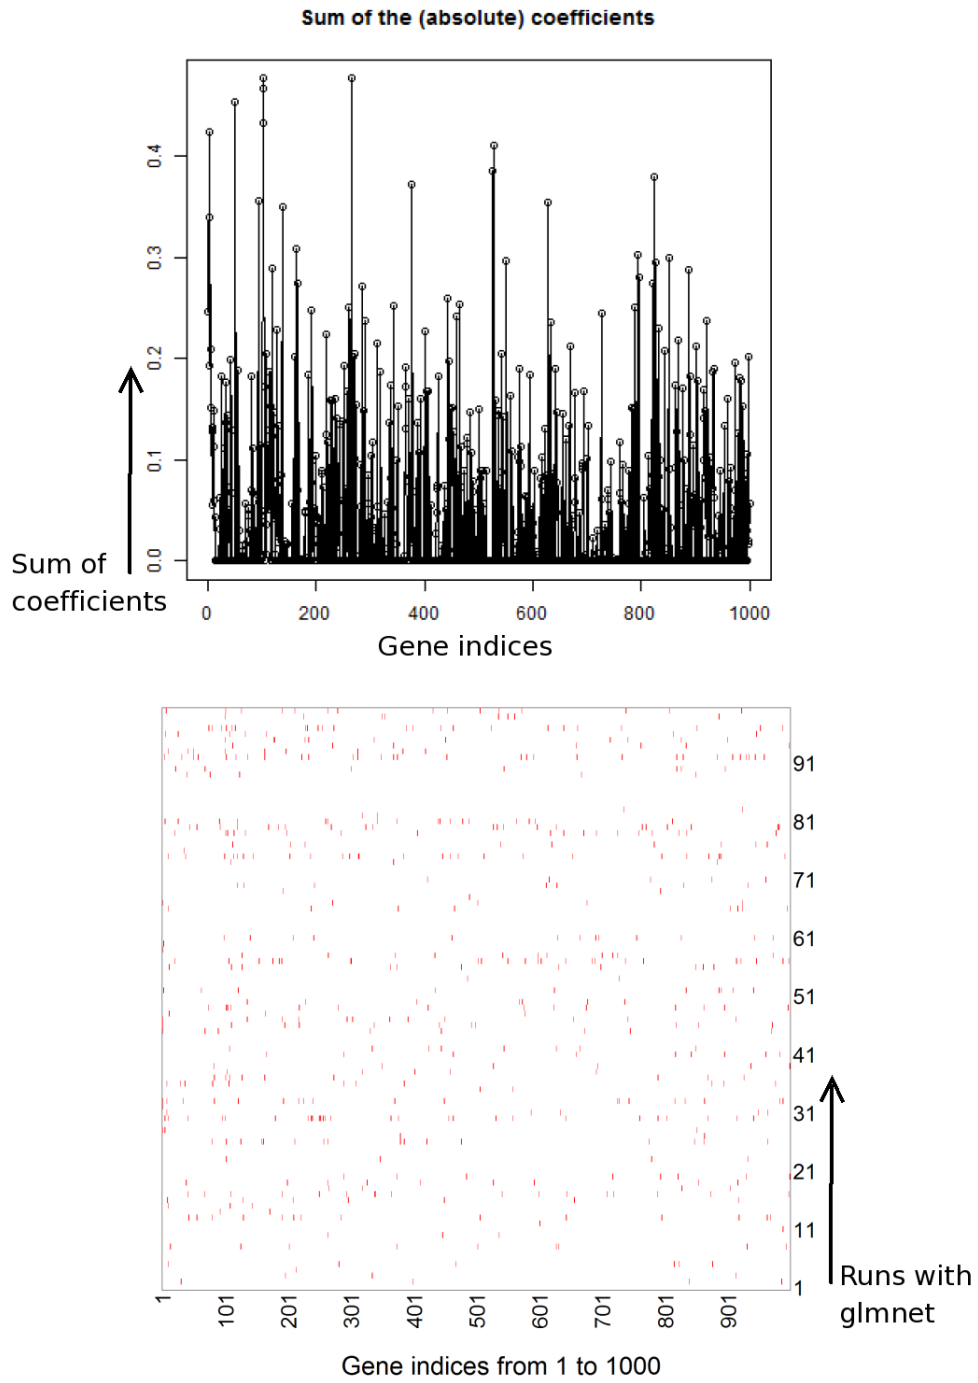 Sum of the (absolute) coefficients
0.4
0.3
0.2
0.1
0.0
Sum of
coefficients
0 200 400 600 800 1000
Gene indices
91
81
71
61
51
41
31
21
11
1
Runs with
glmnet
1 101 201 301 401 501 601 701 801 901
Gene indices from 1 to 1000